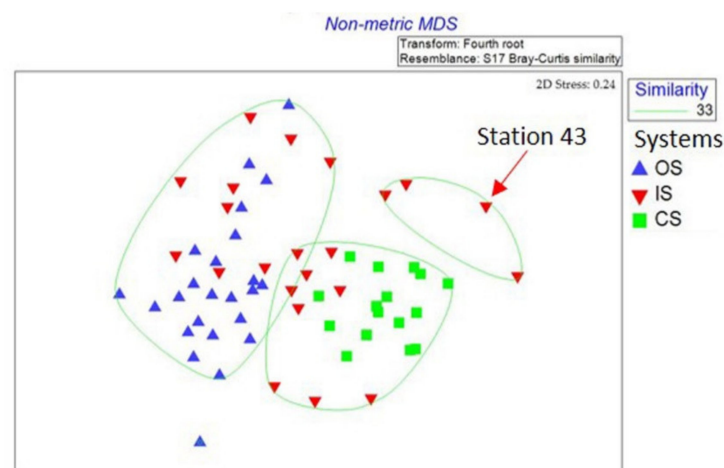 Non-metric MDS
Transform: Fourth root
Resemblance: S17 Bray-Curtis similarity
2D Stress: 0.24
Similarity
33
Station 43
Systems
OS
IS
CS